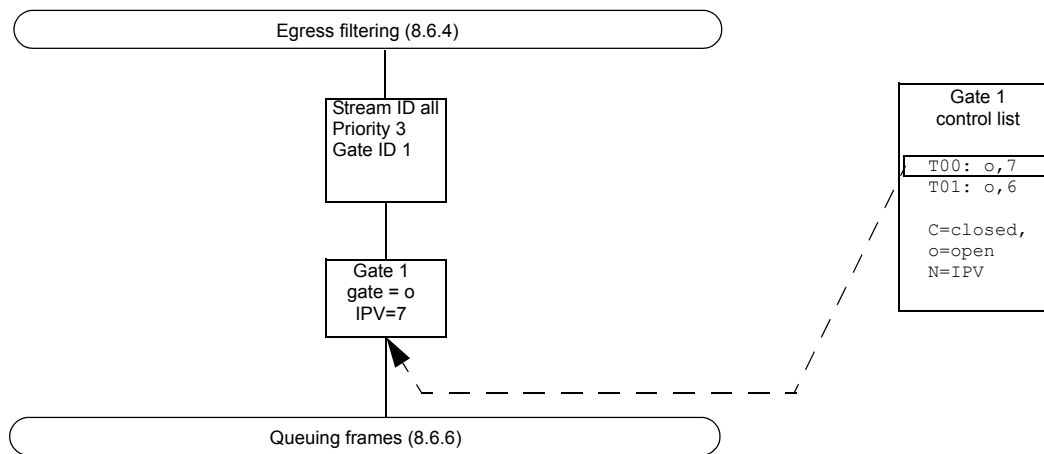 Egress filtering (8.6.4)
Stream ID all
Priority 3
Gate ID 1
Gate 1
control list
T00: o,7
T01: o,6
C=closed,
o=open
N=IPV
Gate 1
gate = o
IPV=7
Queuing frames (8.6.6)